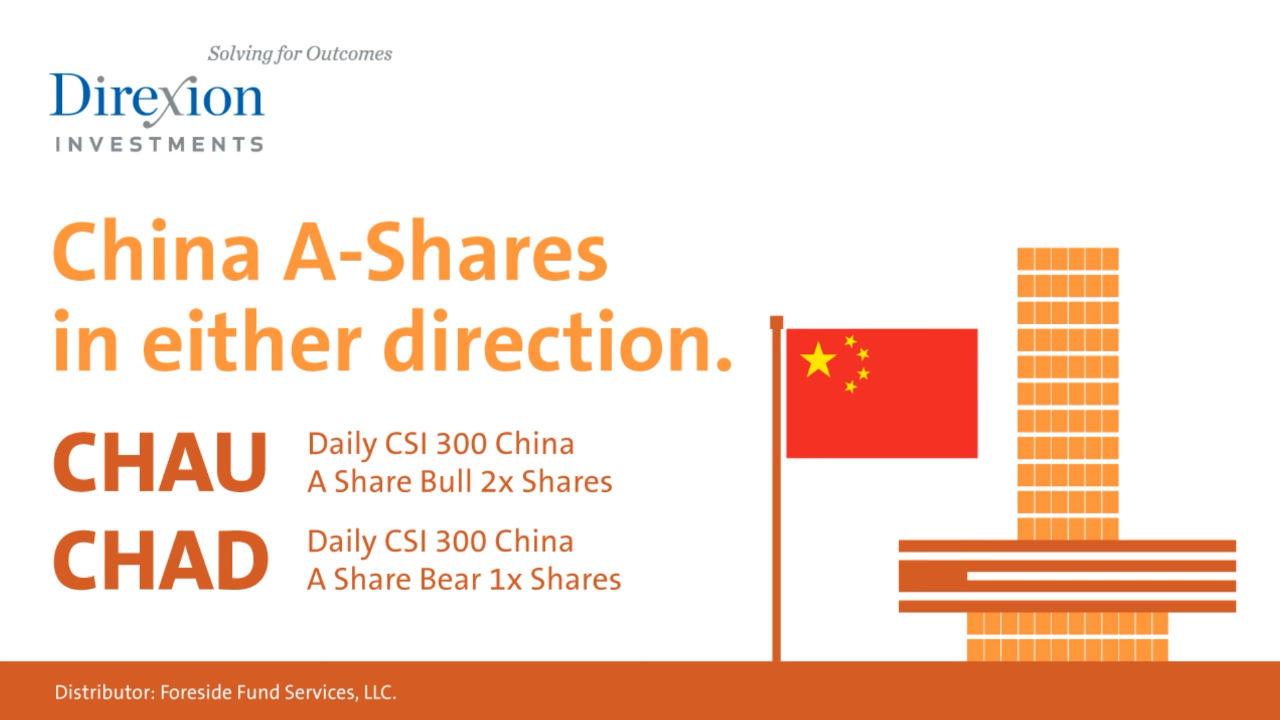 Solving for Outcomes
Direxion
INVESTMENTS
China A-Shares
in either direction.
CHAU
Daily CSI 300 China
A Share Bull 2x Shares
CHAD
Daily CSI 300 China
A Share Bear 1x Shares
Distributor: Foreside Fund Services, LLC.